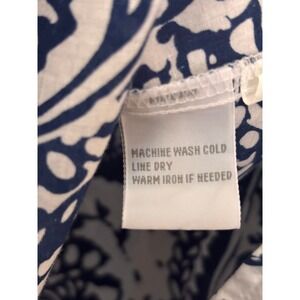 MACHINE WASH COLD
LINE DRY
WARM IRON IF NEEDED